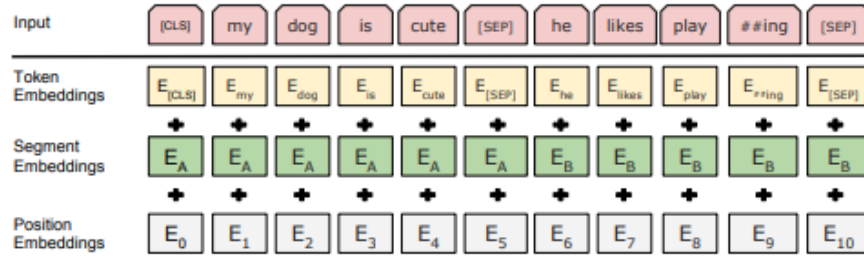 Input [CLS] my dog is cute [SEP] he likes play ##ing [SEP]
Token Embeddings E[CLS] Emy Edog Eis Ecute E[SEP] Ehe Elikes Eplay E##ing E[SEP]
+ + + + + + + + + + +
Segment Embeddings EA EA EA EA EA EA EB EB EB EB EB
+ + + + + + + + + + +
Position Embeddings E0 E1 E2 E3 E4 E5 E6 E7 E8 E9 E10